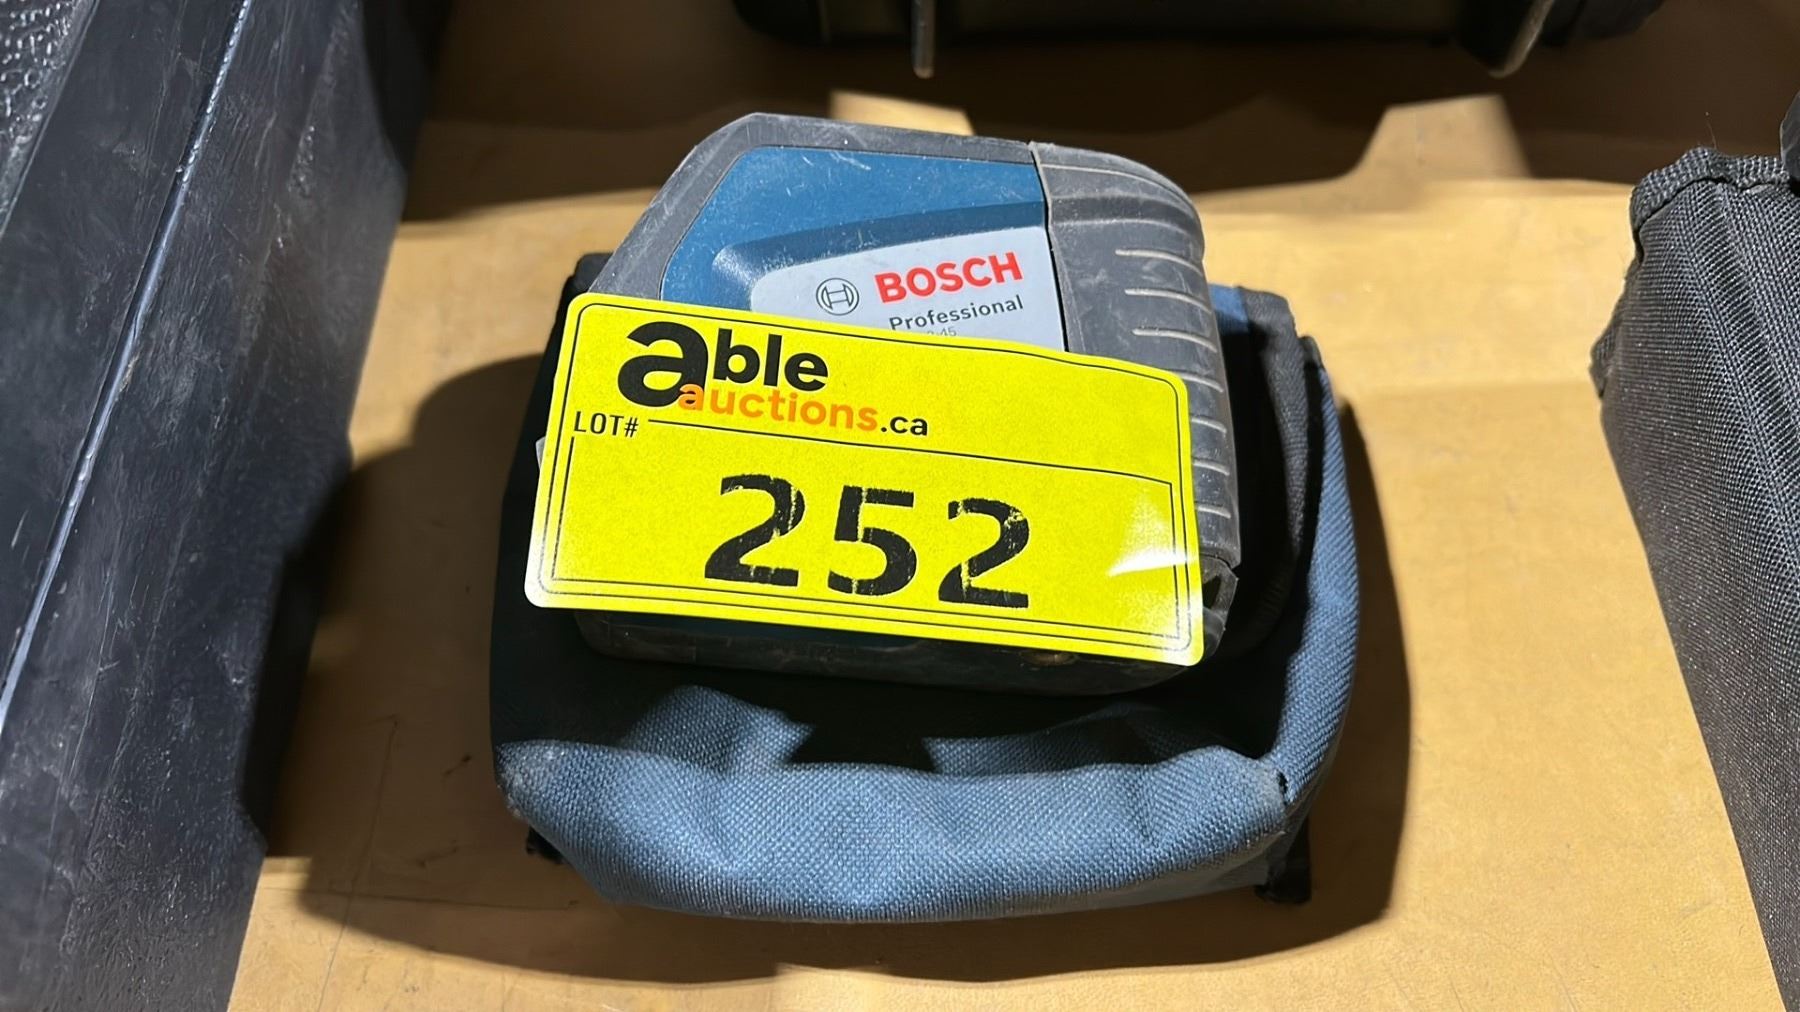 BOSCH
Professional
able
auctions.ca
LOT#
252